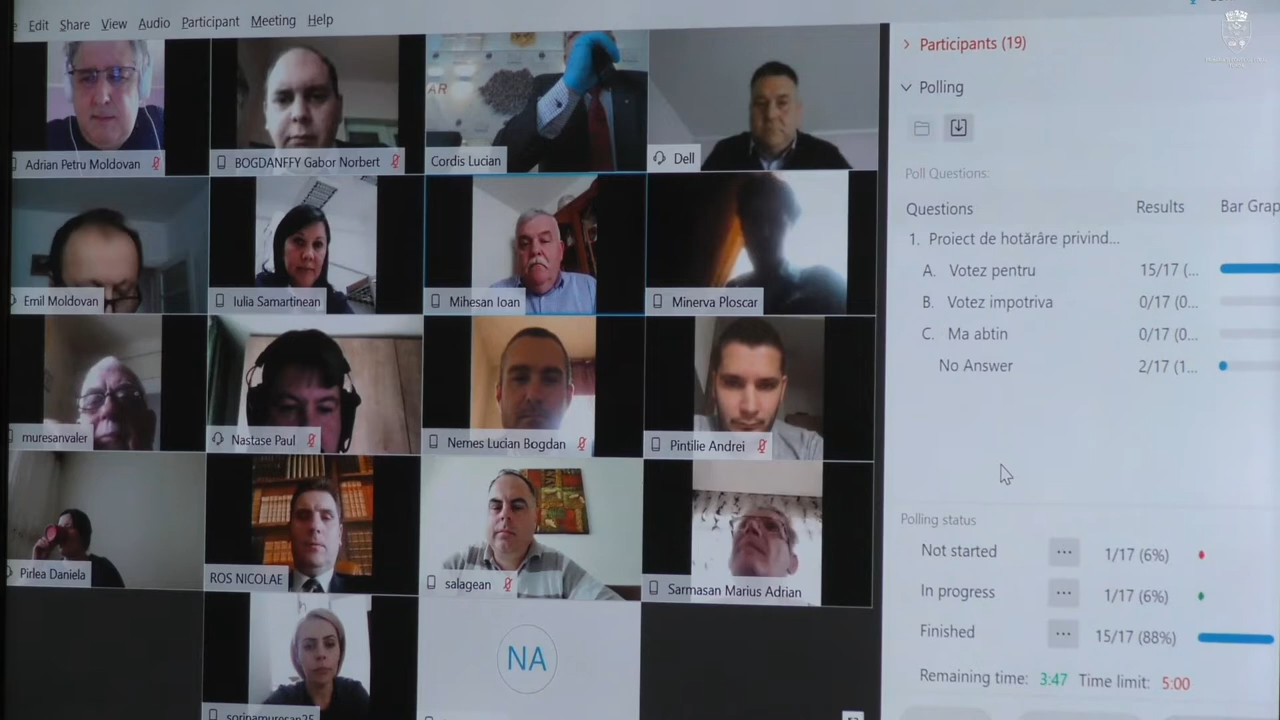 Edit Share View Audio Participant Meeting Help
Adrian Petru Moldovan
BOGDANFFY Gabor Norbert
AR
Cordis Lucian
Dell
Emil Moldovan
Iulia Samartinean
Mihesan Ioan
Minerva Ploscar
muresanvaler
Nastase Paul
Nemes Lucian Bogdan
Pintilie Andrei
Pirlea Daniela
ROS NICOLAE
salagean
Sarmasan Marius Adrian
sorinamuresan25
NA
Participants (19)
Polling
Poll Questions:
Questions Results Bar Grap
1. Proiect de hotărâre privind...
A. Votez pentru 15/17 (...
B. Votez impotriva 0/17 (0...
C. Ma abtin 0/17 (0...
No Answer 2/17 (1...
Polling status
Not started ... 1/17 (6%)
In progress ... 1/17 (6%)
Finished ... 15/17 (88%)
Remaining time: 3:47 Time limit: 5:00